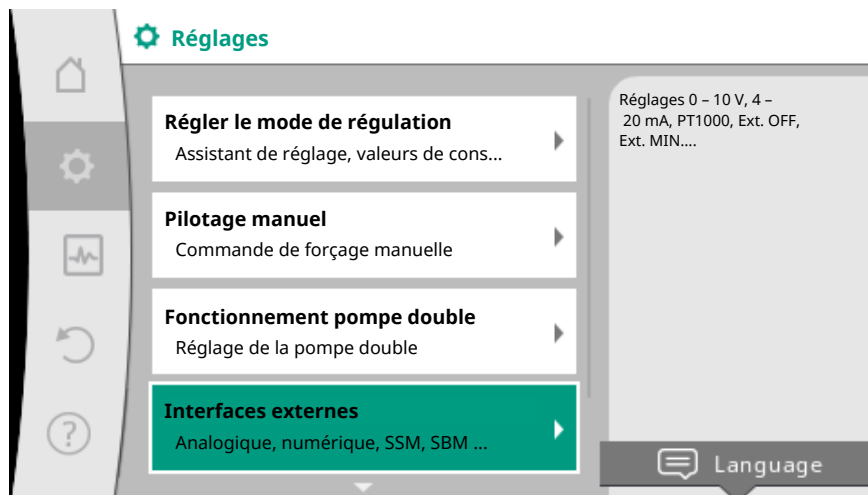 Réglages
Régler le mode de régulation
Assistant de réglage, valeurs de cons...
Pilotage manuel
Commande de forçage manuelle
Fonctionnement pompe double
Réglage de la pompe double
Interfaces externes
Analogique, numérique, SSM, SBM ...
Réglages 0 – 10 V, 4 –
20 mA, PT1000, Ext. OFF,
Ext. MIN....
Language